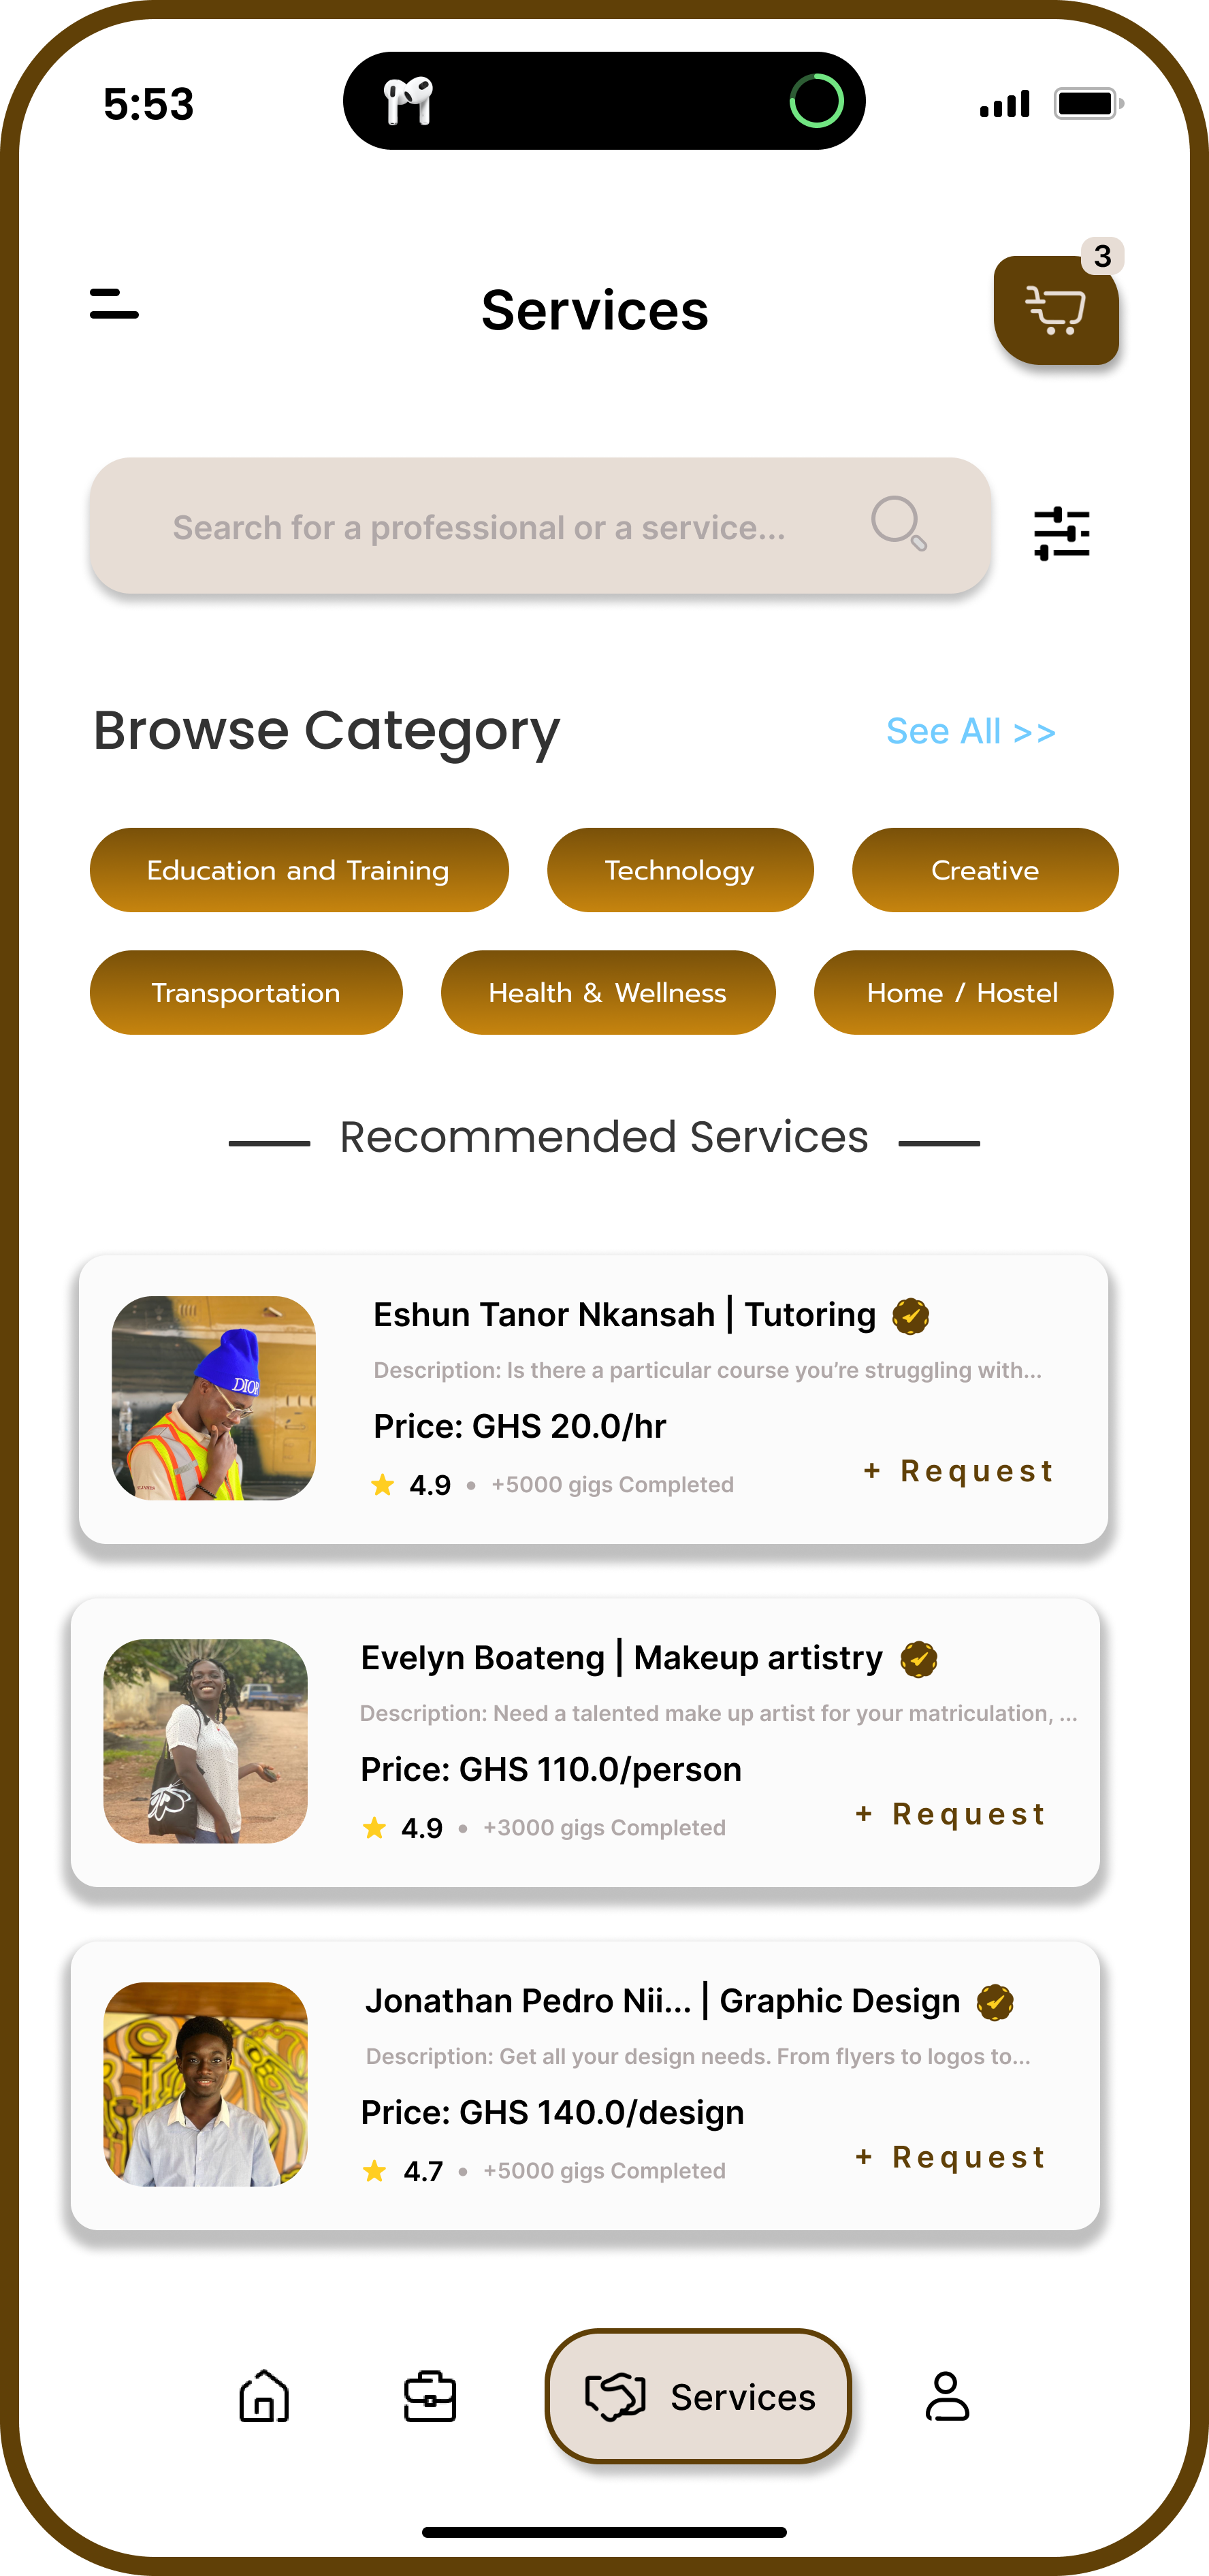 5:53
3
Services
Search for a professional or a service...
Browse Category
See All >>
Education and Training
Technology
Creative
Transportation
Health & Wellness
Home / Hostel
Recommended Services
Eshun Tanor Nkansah | Tutoring
Description: Is there a particular course you’re struggling with...
Price: GHS 20.0/hr
4.9 • +5000 gigs Completed
+ Request
DIOR
Evelyn Boateng | Makeup artistry
Description: Need a talented make up artist for your matriculation, ...
Price: GHS 110.0/person
4.9 • +3000 gigs Completed
+ Request
Jonathan Pedro Nii... | Graphic Design
Description: Get all your design needs. From flyers to logos to...
Price: GHS 140.0/design
4.7 • +5000 gigs Completed
+ Request
Services